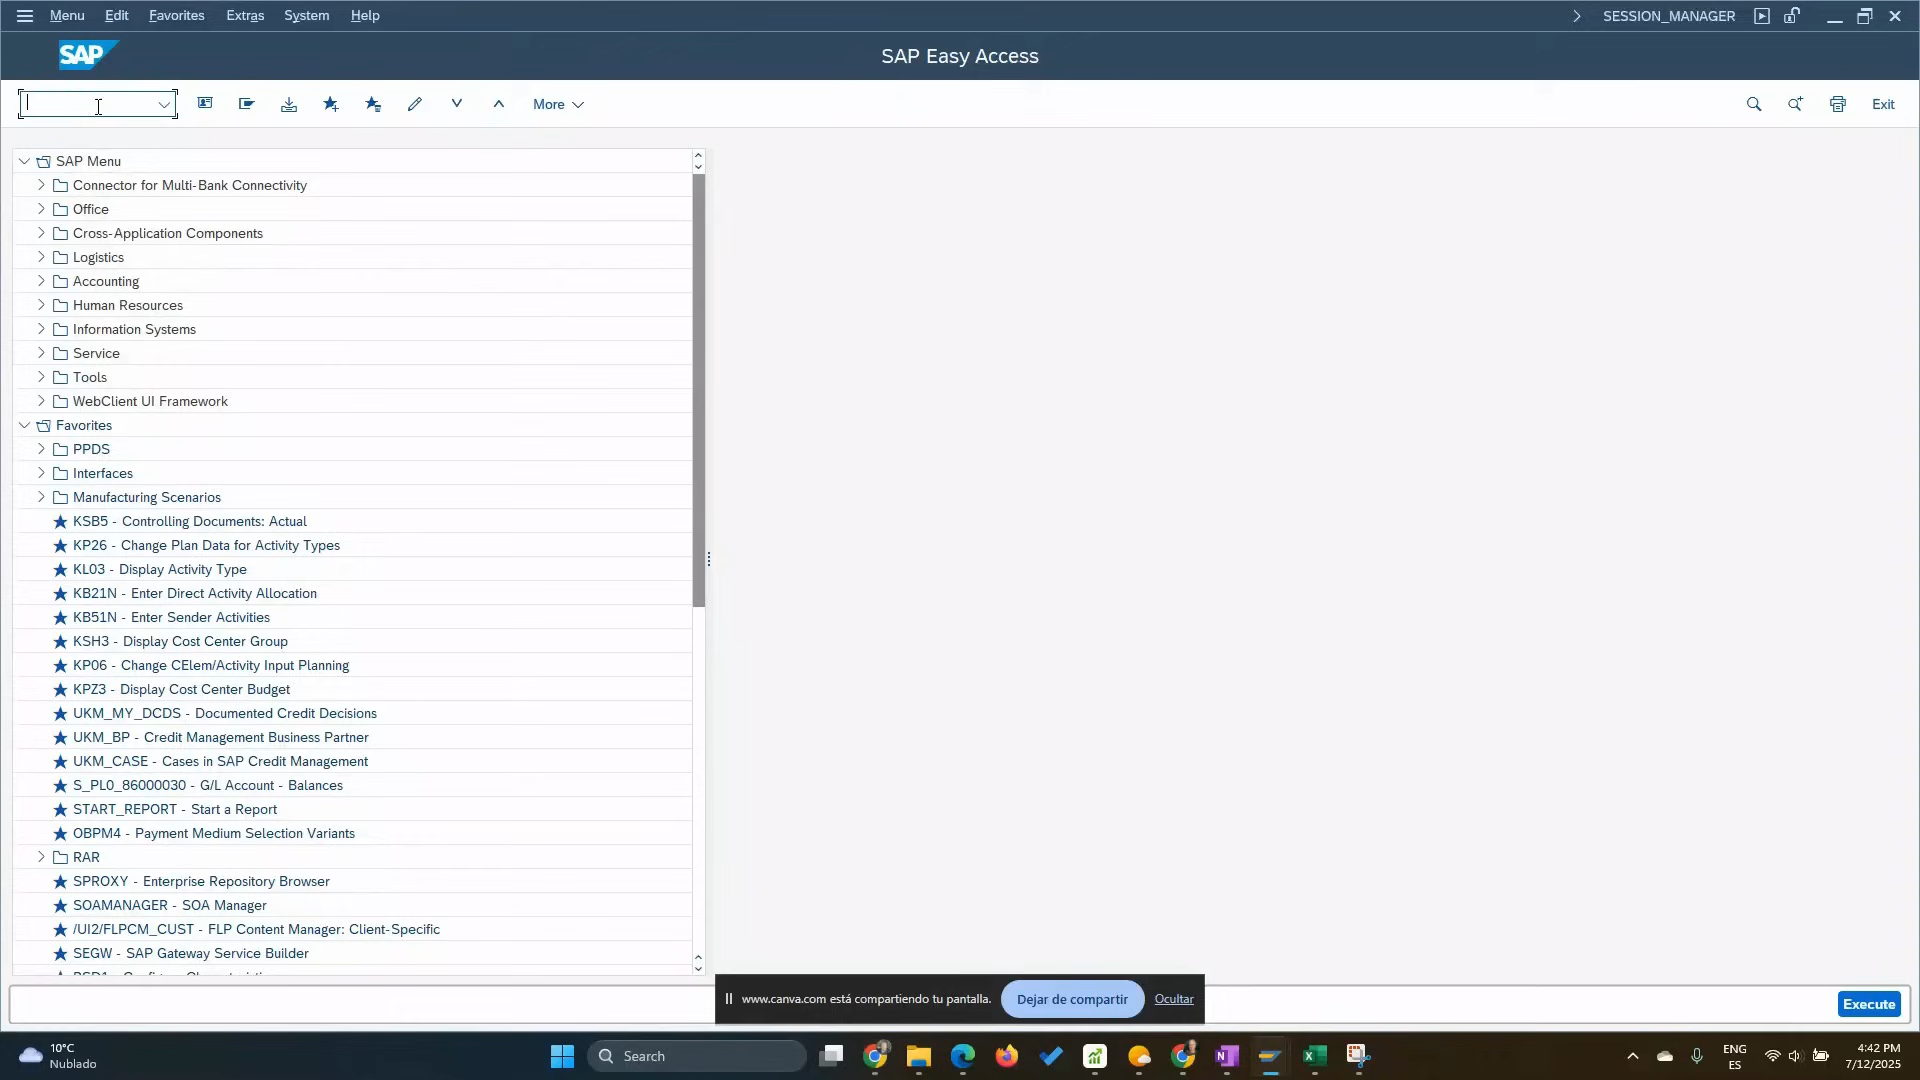 Menu Edit Favorites Extras System Help SESSION_MANAGER
SAP SAP Easy Access
More Exit
SAP Menu
Connector for Multi-Bank Connectivity
Office
Cross-Application Components
Logistics
Accounting
Human Resources
Information Systems
Service
Tools
WebClient UI Framework
Favorites
PPDS
Interfaces
Manufacturing Scenarios
KSB5 - Controlling Documents: Actual
KP26 - Change Plan Data for Activity Types
KL03 - Display Activity Type
KB21N - Enter Direct Activity Allocation
KB51N - Enter Sender Activities
KSH3 - Display Cost Center Group
KP06 - Change CElem/Activity Input Planning
KPZ3 - Display Cost Center Budget
UKM_MY_DCDS - Documented Credit Decisions
UKM_BP - Credit Management Business Partner
UKM_CASE - Cases in SAP Credit Management
S_PL0_86000030 - G/L Account - Balances
START_REPORT - Start a Report
OBPM4 - Payment Medium Selection Variants
RAR
SPROXY - Enterprise Repository Browser
SOAMANAGER - SOA Manager
/UI2/FLPCM_CUST - FLP Content Manager: Client-Specific
SEGW - SAP Gateway Service Builder
www.canva.com está compartiendo tu pantalla. Dejar de compartir Ocultar
Execute
10°C
Nublado
Search
ENG
ES
4:42 PM
7/12/2025